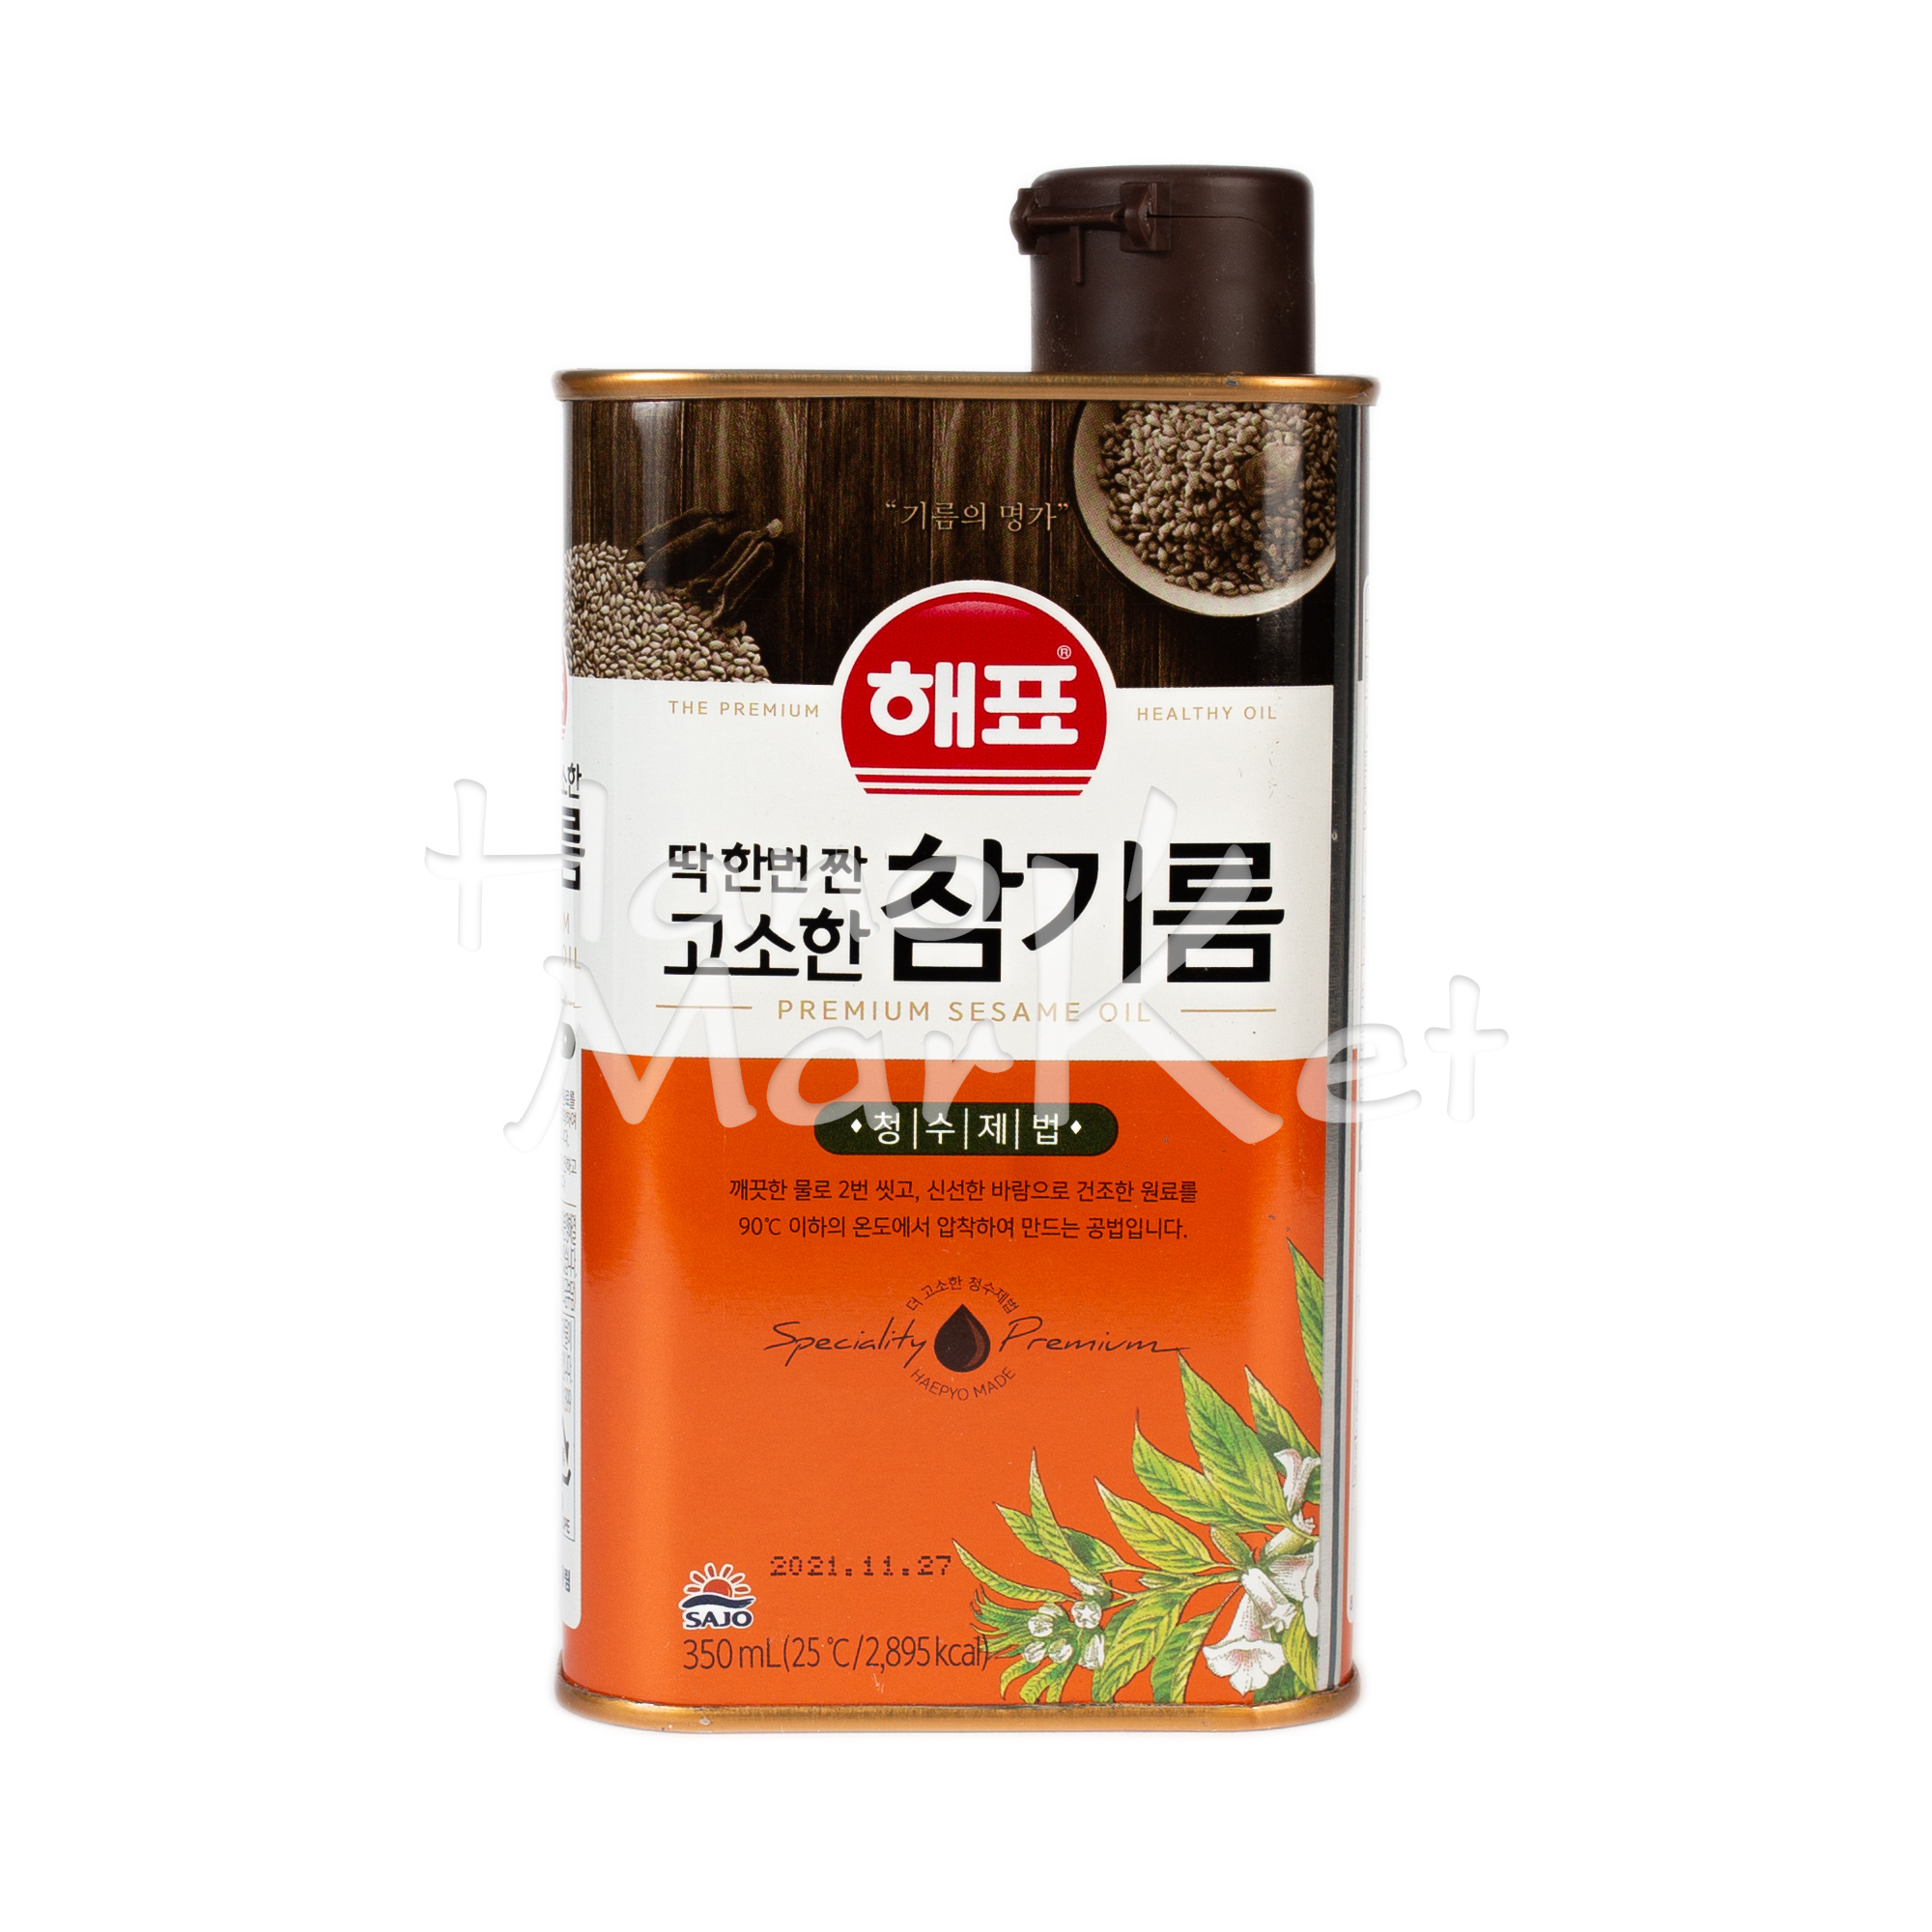 “기름의 명가”
해표®
THE PREMIUM
HEALTHY OIL
딱 한번 짠
고소한 참기름
PREMIUM SESAME OIL
청수제법
깨끗한 물로 2번 씻고, 신선한 바람으로 건조한 원료를
90℃ 이하의 온도에서 압착하여 만드는 공법입니다.
더 고소한 청수제법
Speciality Premium
HAEPYO MADE
2021.11.27
SAJO
350 mL(25 ℃/2,895 kcal)
Hano
MarKet